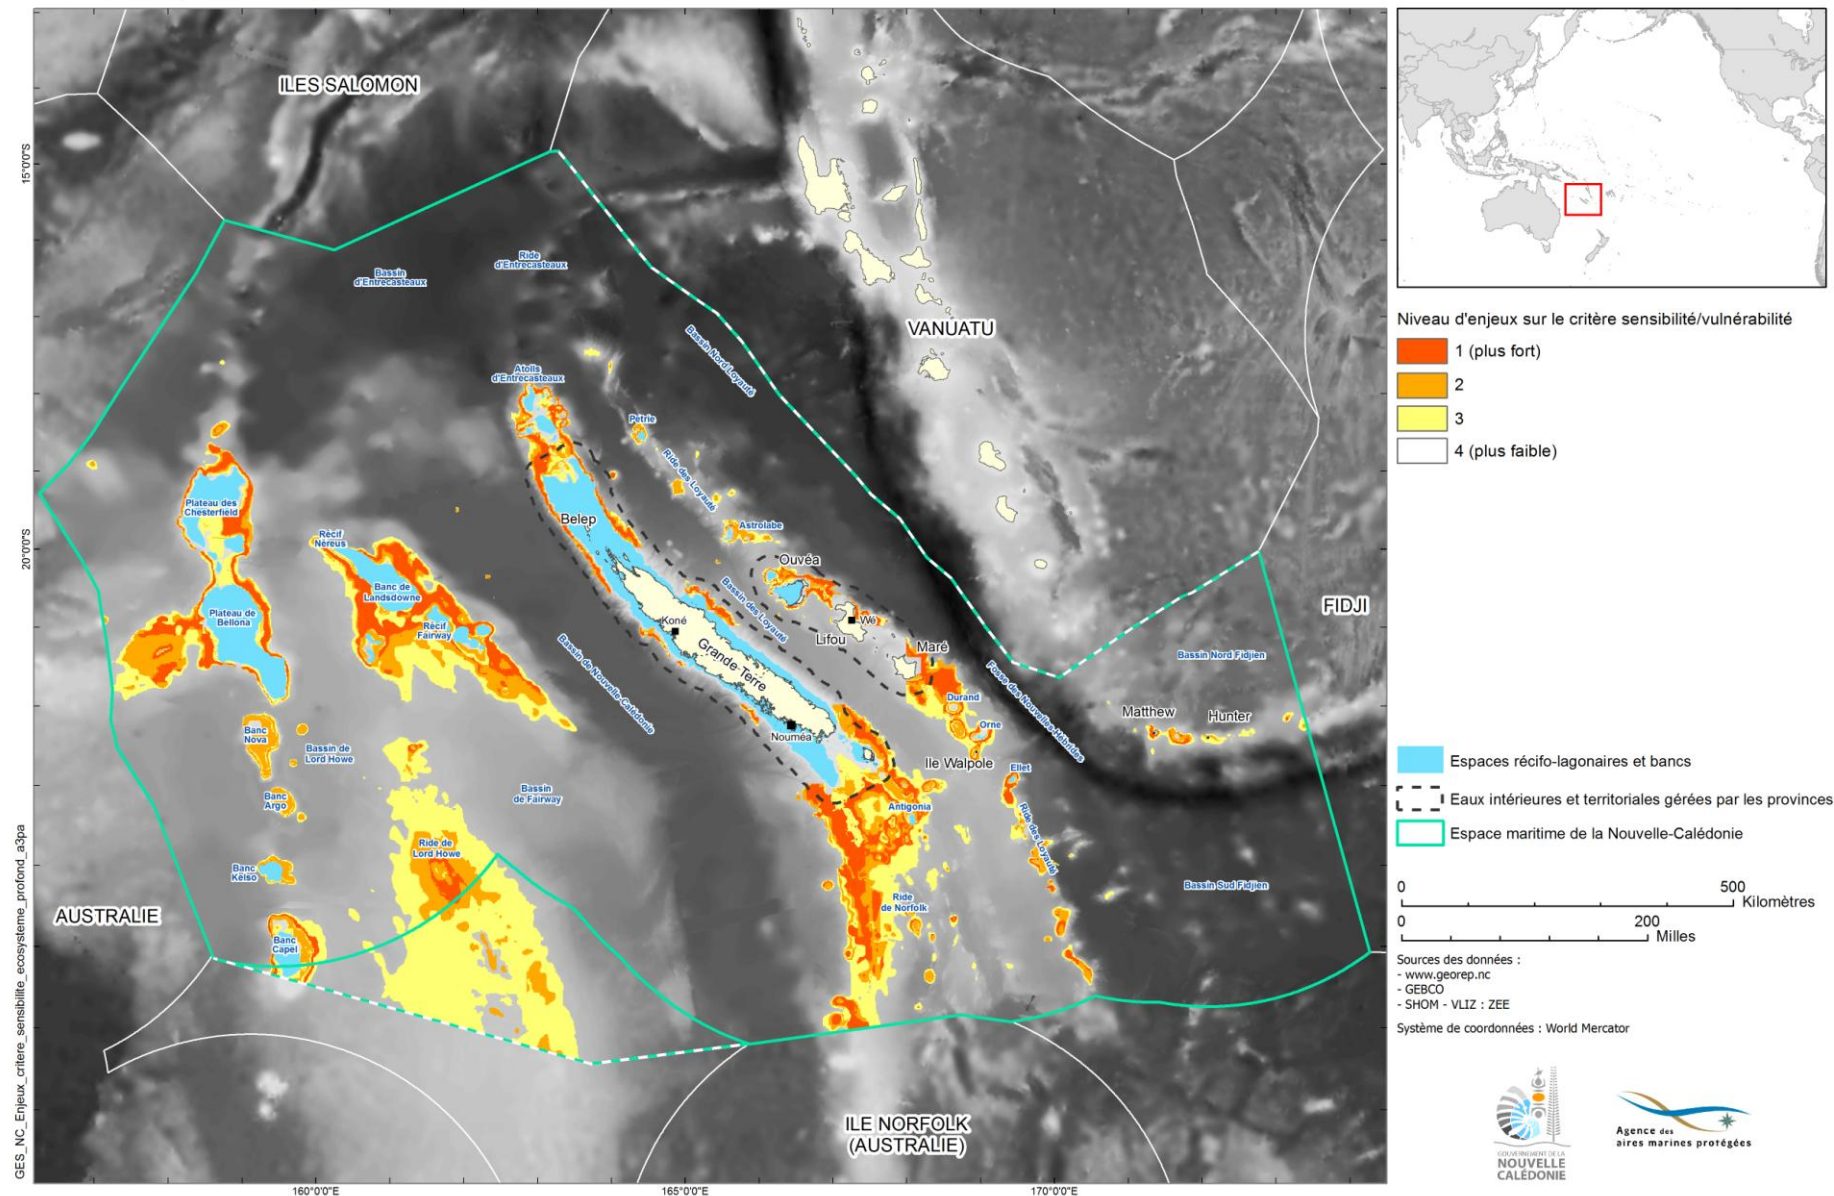 ILES SALOMON
VANUATU
FIDJI
AUSTRALIE
ILE NORFOLK
(AUSTRALIE)
15°0'0"S
20°0'0"S
160°0'0"E
165°0'0"E
170°0'0"E
Bassin
d'Entrecasteaux
Ride
d'Entrecasteaux
Bassin Nord Loyauté
Atolls
d'Entrecasteaux
Petrie
Ride des Loyauté
Astrolabe
Plateau des
Chesterfield
Récif
Néreus
Belep
Ouvéa
Banc de
Landsdowne
Plateau de
Bellona
Récif
Fairway
Koné
Bassin des Loyauté
Wé
Lifou
Grande-Terre
Maré
Bassin de Nouvelle-Calédonie
Fosse des Nouvelles-Hébrides
Bassin Nord Fidjien
Durand
Matthew
Hunter
Orne
Nouméa
Ile Walpole
Banc
Nova
Bassin de
Lord Howe
Ellet
Bassin
de Fairway
Banc
Argo
Antigonia
Ride des Loyauté
Ride de
Lord Howe
Banc
Kelso
Ride
de Norfolk
Bassin Sud Fidjien
Banc
Capel
GES_NC_Enjeux_critere_sensibilite_ecosysteme_profond_a3pa
Niveau d'enjeux sur le critère sensibilité/vulnérabilité
1 (plus fort)
2
3
4 (plus faible)
Espaces récifo-lagonaires et bancs
Eaux intérieures et territoriales gérées par les provinces
Espace maritime de la Nouvelle-Calédonie
0 500
Kilomètres
0 200
Milles
Sources des données :
- www.georep.nc
- GEBCO
- SHOM - VLIZ : ZEE
Système de coordonnées : World Mercator
GOUVERNEMENT DE LA
NOUVELLE
CALÉDONIE
Agence des
aires marines protégées